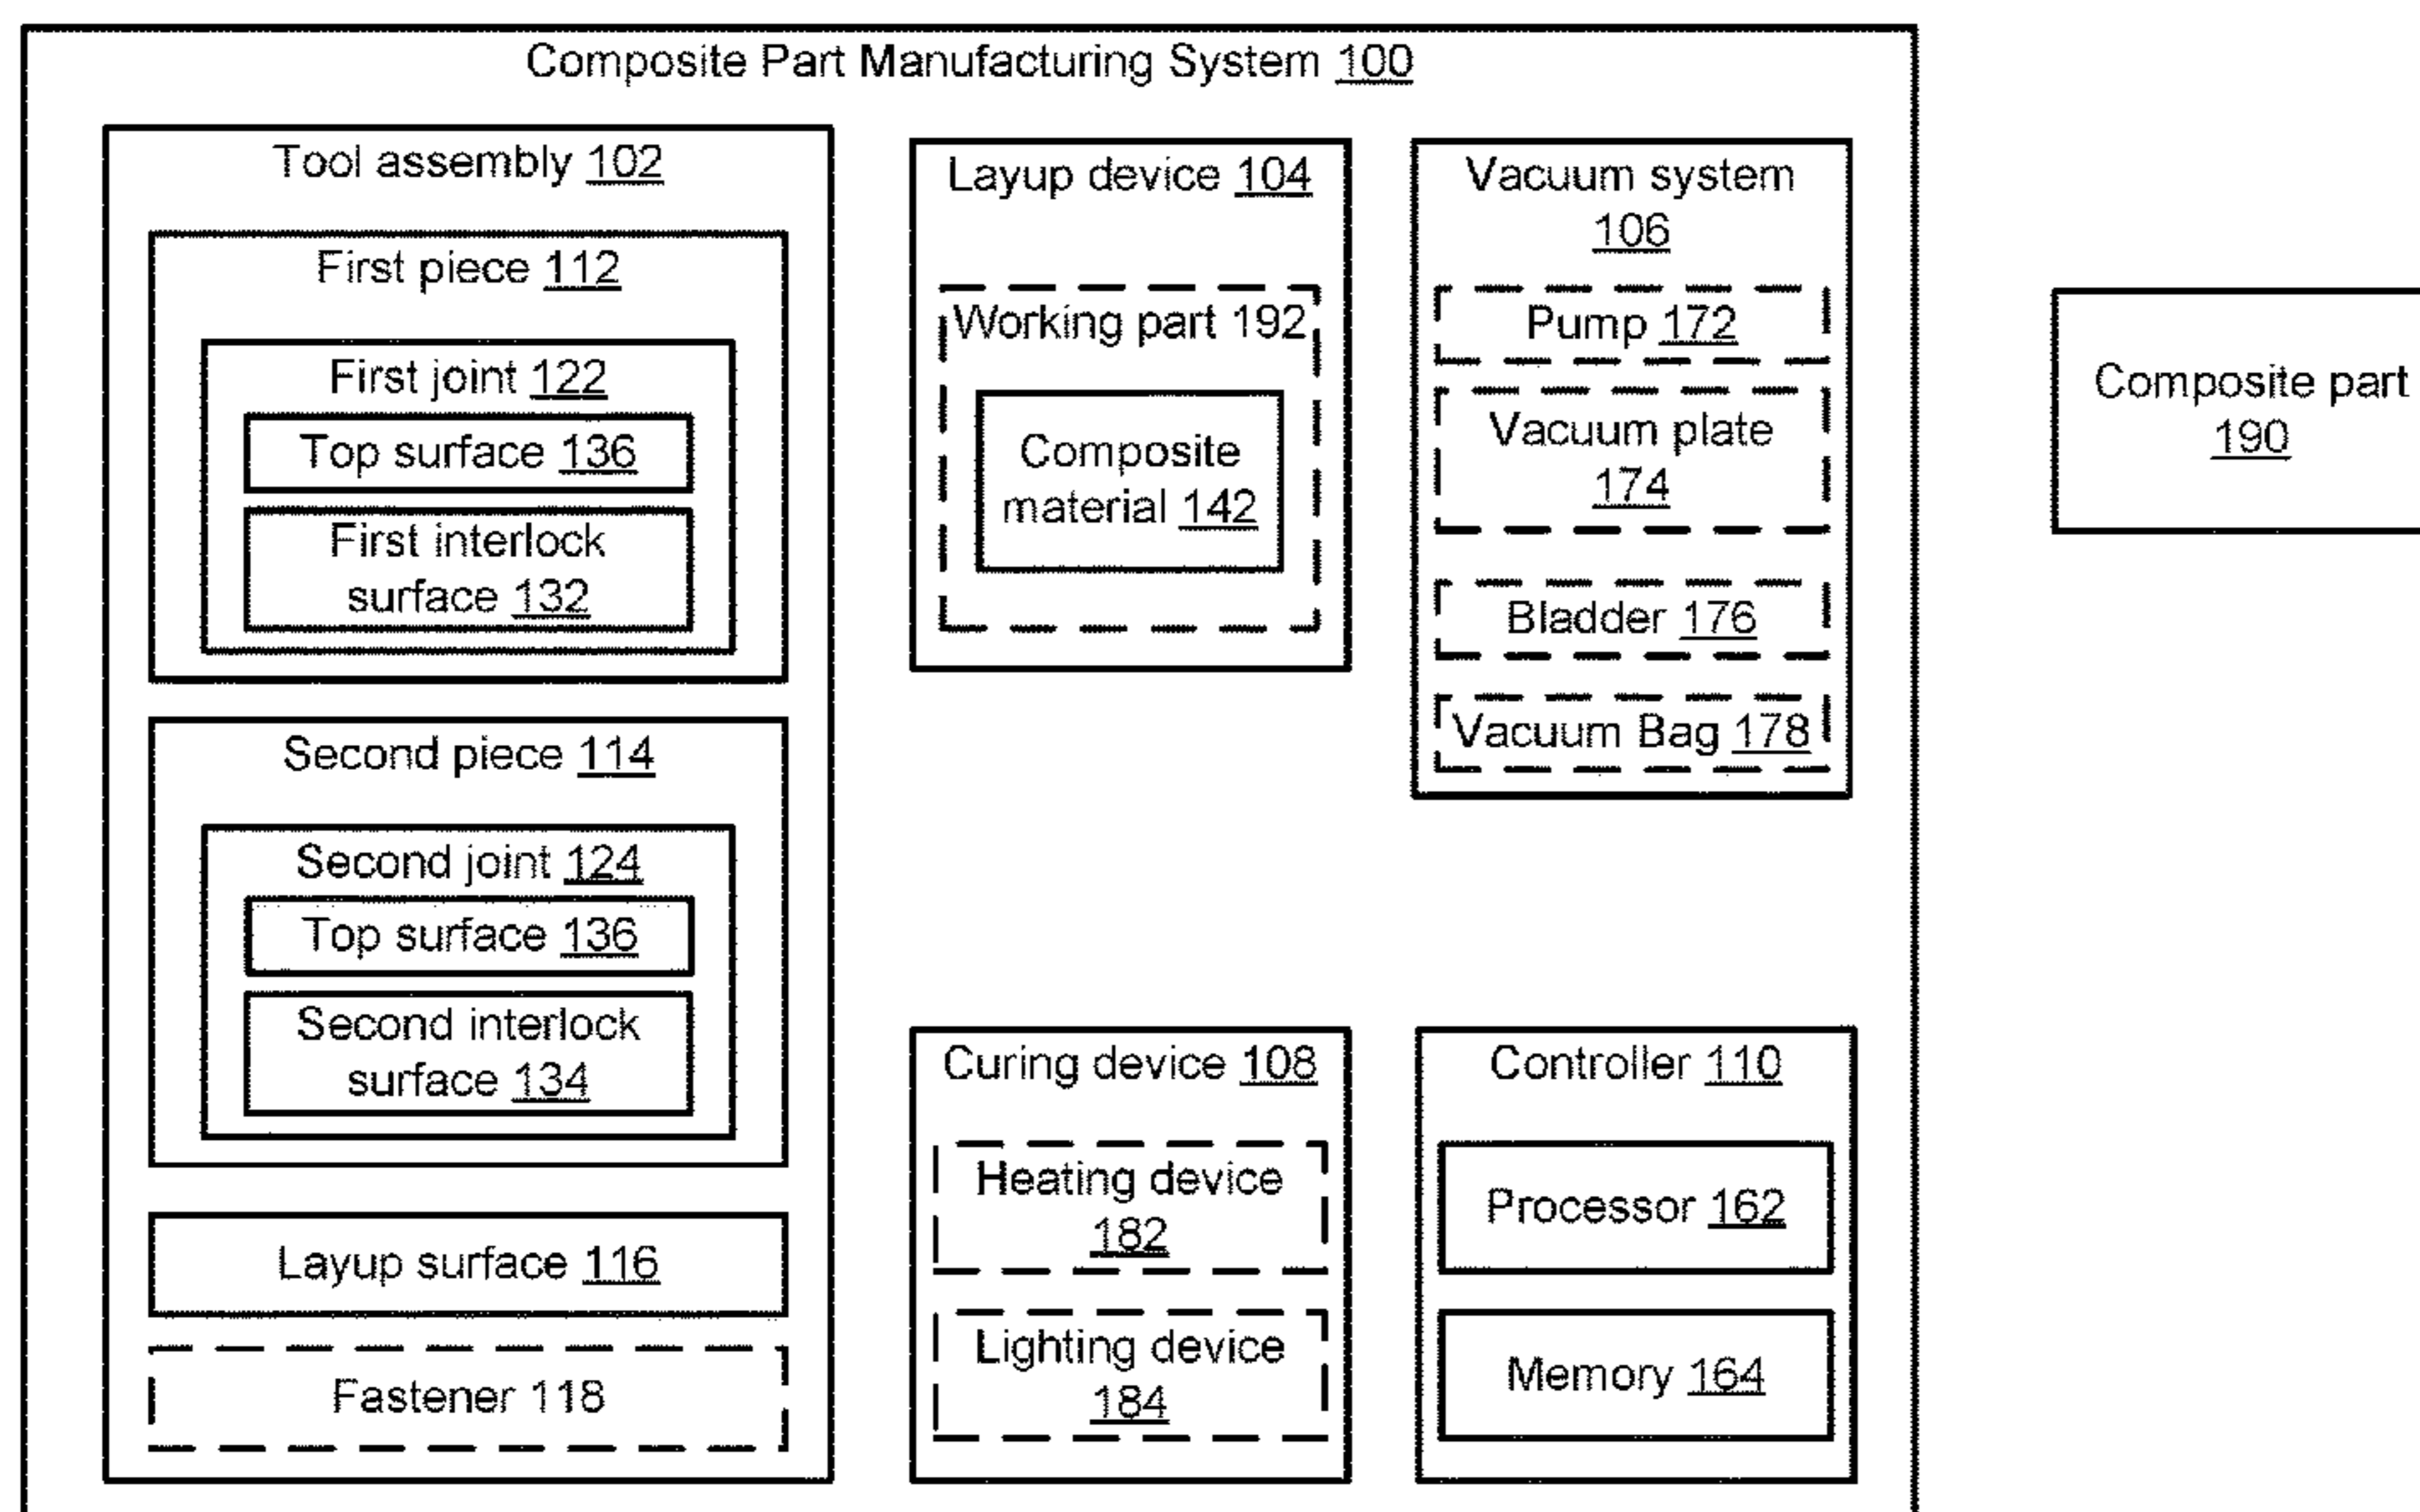 Composite Part Manufacturing System 100
Tool assembly 102
First piece 112
First joint 122
Top surface 136
First interlock
surface 132
Second piece 114
Second joint 124
Top surface 136
Second interlock
surface 134
Layup surface 116
Fastener 118
Layup device 104
Working part 192
Composite
material 142
Vacuum system
106
Pump 172
Vacuum plate
174
Bladder 176
Vacuum Bag 178
Curing device 108
Heating device
182
Lighting device
184
Controller 110
Processor 162
Memory 164
Composite part
190